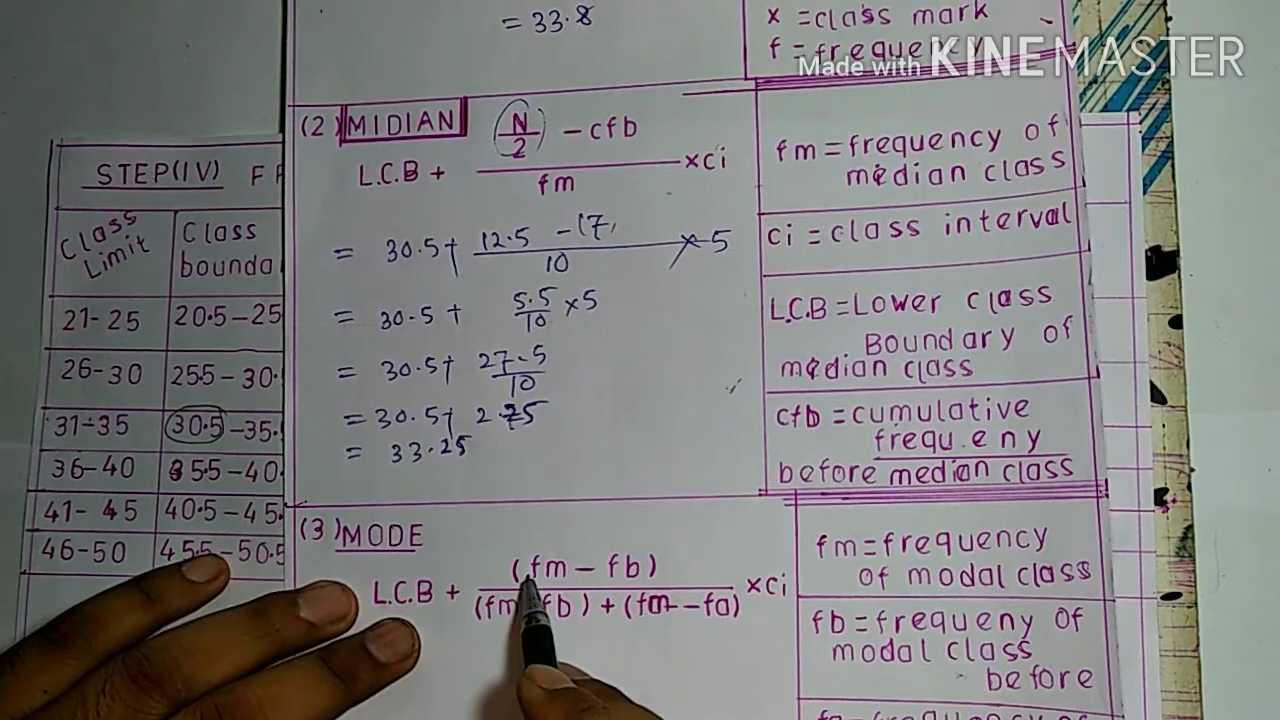 = 33.8
x = class mark
f = frequency
Made with KINEMASTER
(2) MIDIAN
L.C.B + N/2 - cfb / fm × ci
= 30.5+ 12.5 - (7, / 10 × 5
= 30.5 + 5.5/10 × 5
= 30.5+ 27.5/10
= 30.5+ 2.75
= 33.25
fm = frequency of
median class
ci = class interval
L.C.B = Lower class
Boundary of
median class
cfb = cumulative
frequ.eny
before median class
(3) MODE
L.C.B + (fm - fb) / (fm fb) + (fm - fa) × ci
fm = frequency
of modal class
fb = frequeny of
modal class
before
STEP(IV)
Class Limit
Class
bounda
21-25 20.5-25
26-30 25.5-30.
31-35 30.5-35.
36-40 35.5-40
41-45 40.5-45.
46-50 45.5-50.5